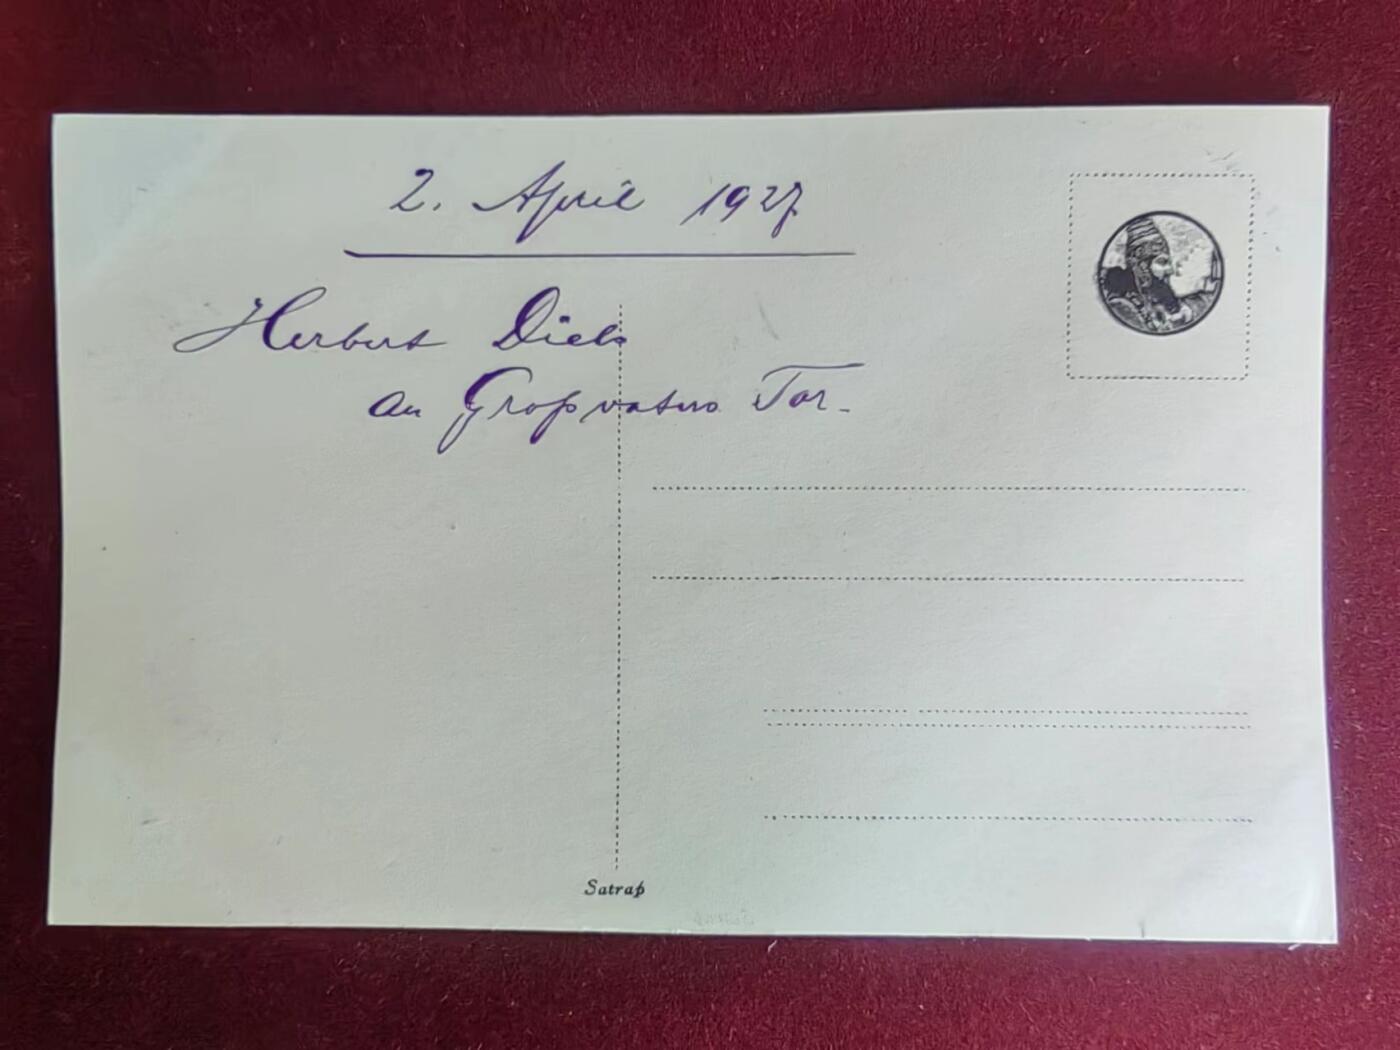 2. April 1927
Herbert Diels
an Großvaters Tor.
Satrap